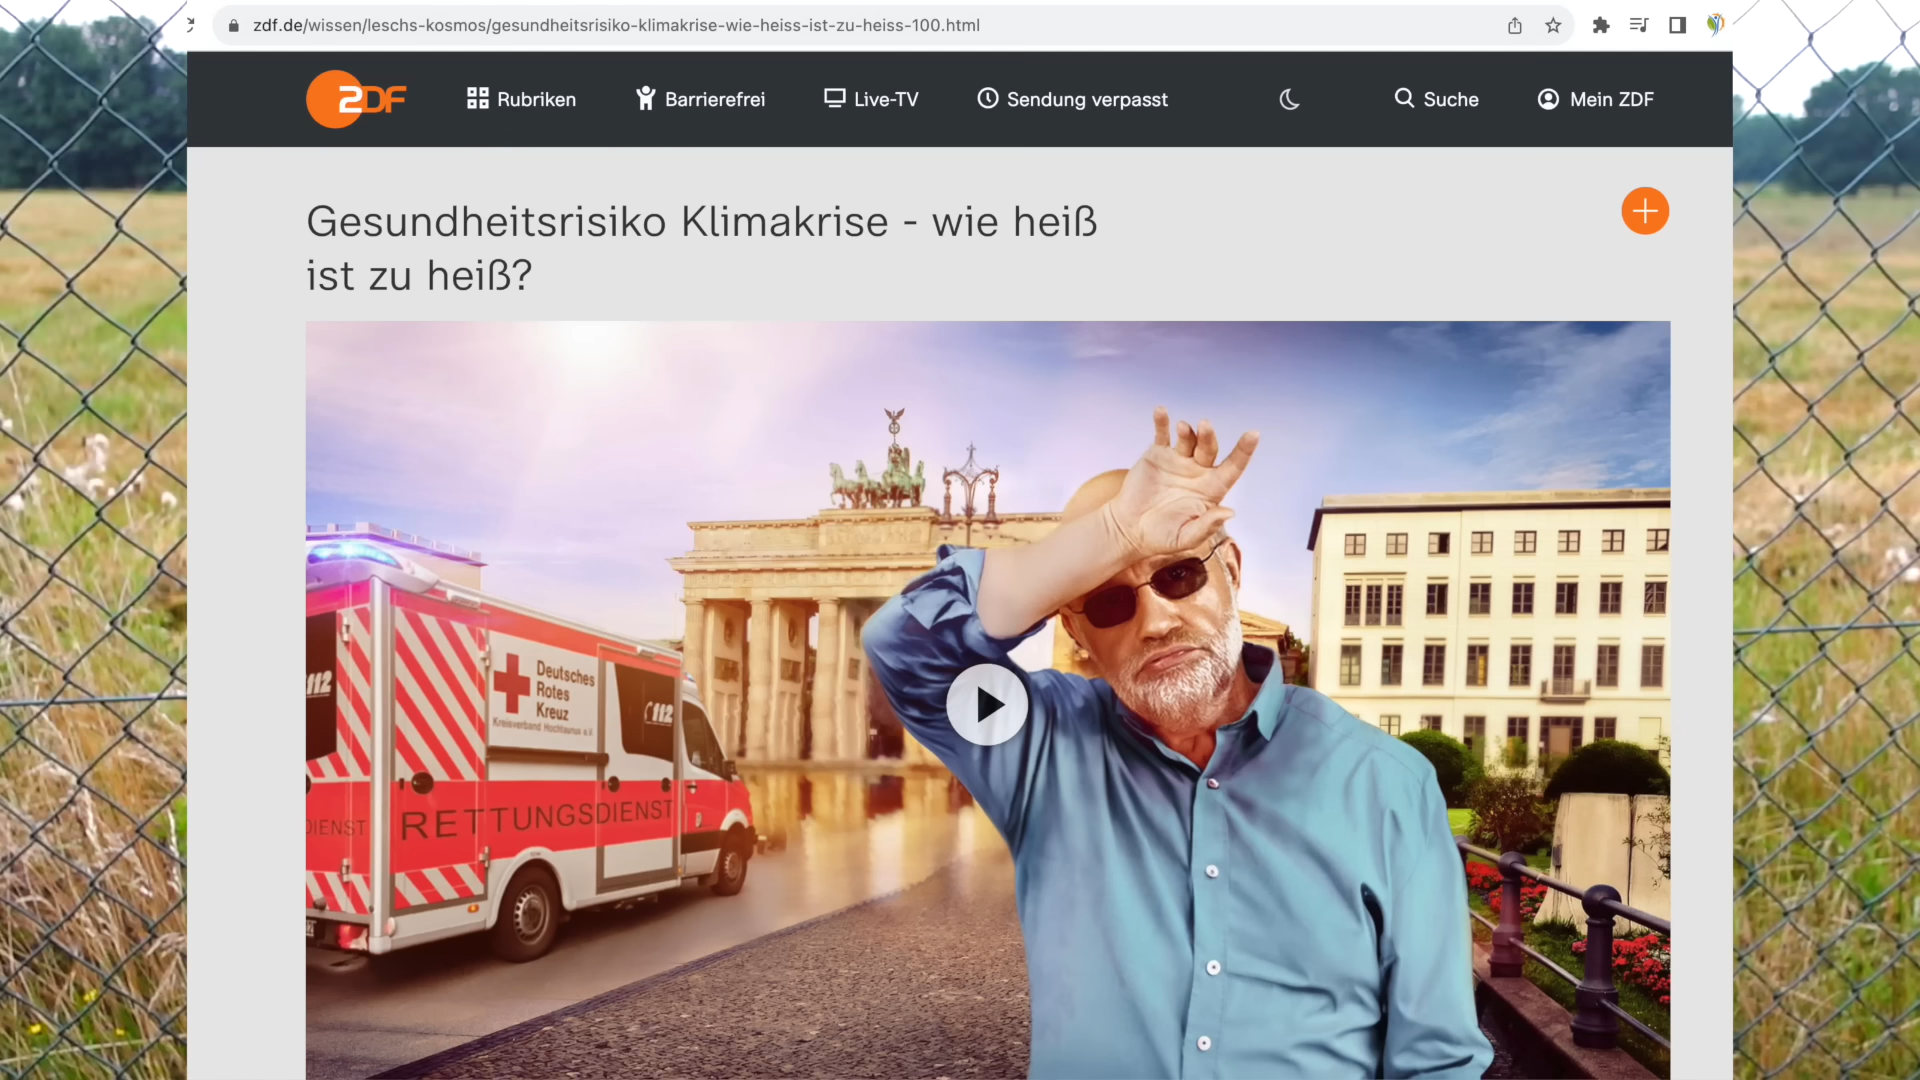 zdf.de/wissen/leschs-kosmos/gesundheitsrisiko-klimakrise-wie-heiss-ist-zu-heiss-100.html
ZDF Rubriken Barrierefrei Live-TV Sendung verpasst Suche Mein ZDF
Gesundheitsrisiko Klimakrise - wie heiß
ist zu heiß?
112
Deutsches
Rotes
Kreuz
Kreisverband Hochtaunus e.V.
112
DIENST
RETTUNGSDIENST